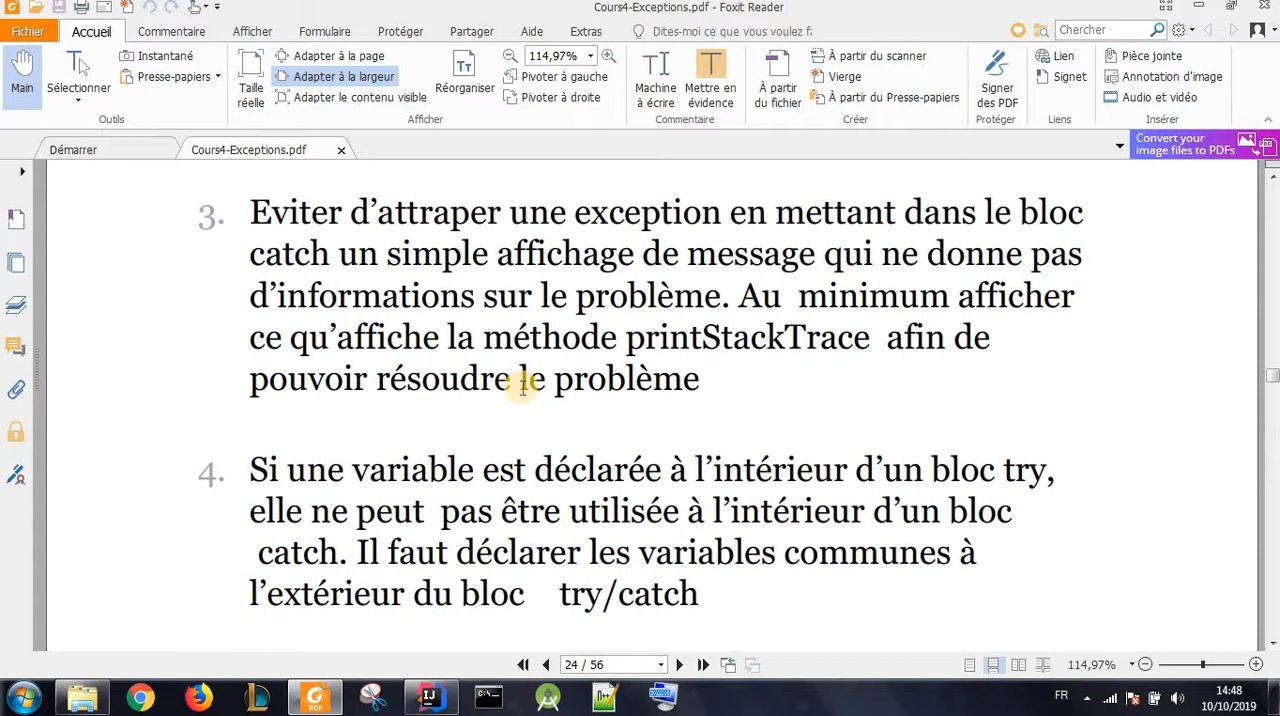 Cours4-Exceptions.pdf - Foxit Reader
Fichier Accueil Commentaire Afficher Formulaire Protéger Partager Aide Extras Dites-moi ce que vous voulez f. Chercher
Main
Sélectionner
Instantané
Presse-papiers
Outils
Taille réelle
Adapter à la page
Adapter à la largeur
Adapter le contenu visible
Réorganiser
114,97%
Pivoter à gauche
Pivoter à droite
Afficher
Machine à écrire
Mettre en évidence
Commentaire
À partir du fichier
À partir du scanner
Vierge
À partir du Presse-papiers
Créer
Signer des PDF
Protéger
Lien
Signet
Liens
Pièce jointe
Annotation d'image
Audio et vidéo
Insérer
Démarrer
Cours4-Exceptions.pdf
Convert your
image files to PDFs
PDF
3. Eviter d’attraper une exception en mettant dans le bloc
catch un simple affichage de message qui ne donne pas
d’informations sur le problème. Au minimum afficher
ce qu’affiche la méthode printStackTrace afin de
pouvoir résoudre le problème
4. Si une variable est déclarée à l’intérieur d’un bloc try,
elle ne peut pas être utilisée à l’intérieur d’un bloc
catch. Il faut déclarer les variables communes à
l’extérieur du bloc try/catch
24 / 56
114,97%
FR
14:48
10/10/2019